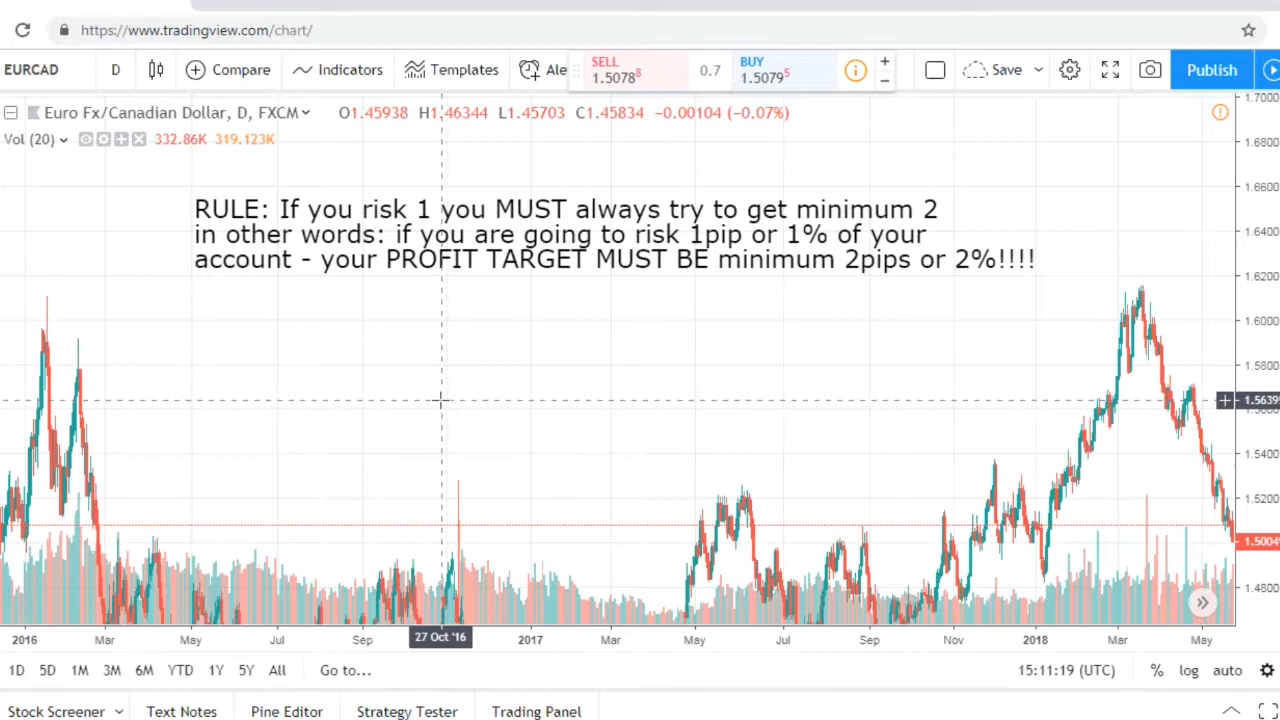 https://www.tradingview.com/chart/
EURCAD
D
Compare
Indicators
Templates
Ale
SELL
1.50788
0.7
BUY
1.50795
Save
Publish
Euro Fx/Canadian Dollar, D, FXCM
O1.45938 H1.46344 L1.45703 C1.45834 −0.00104 (−0.07%)
Vol (20)
332.86K
319.123K
RULE: If you risk 1 you MUST always try to get minimum 2
in other words: if you are going to risk 1pip or 1% of your
account - your PROFIT TARGET MUST BE minimum 2pips or 2%!!!!
1.7000
1.6800
1.6600
1.6400
1.6200
1.6000
1.5800
1.5639
1.5400
1.5200
1.5004
1.4800
2016 Mar May Jul Sep 27 Oct '16 2017 Mar May Jul Sep Nov 2018 Mar May
1D 5D 1M 3M 6M YTD 1Y 5Y All Go to...
15:11:19 (UTC)
% log auto
Stock Screener
Text Notes
Pine Editor
Strategy Tester
Trading Panel